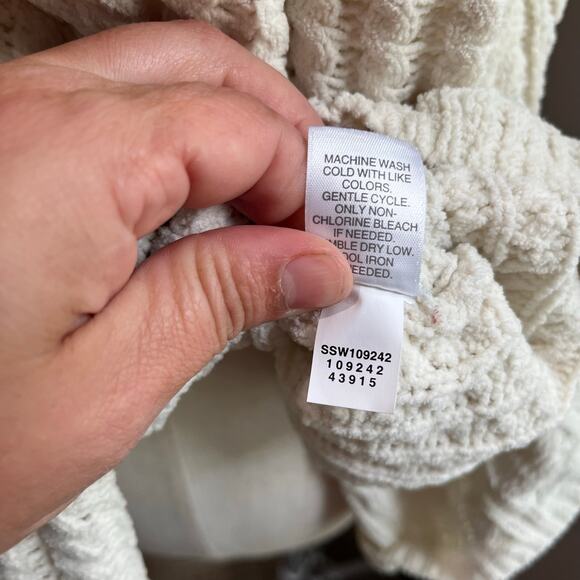 MACHINE WASH
COLD WITH LIKE
COLORS.
GENTLE CYCLE.
ONLY NON-
CHLORINE BLEACH
IF NEEDED.
DRY LOW.
IRON
SSW109242
109242
43915